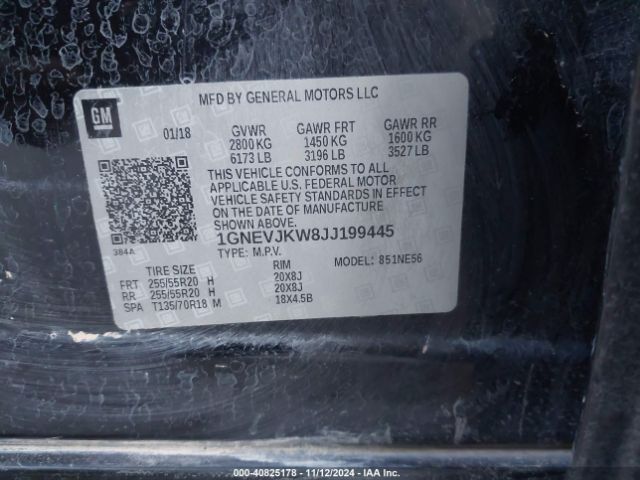 GM
MFD BY GENERAL MOTORS LLC
01/18 GVWR GAWR FRT GAWR RR
2800 KG 1450 KG 1600 KG
6173 LB 3196 LB 3527 LB
THIS VEHICLE CONFORMS TO ALL
APPLICABLE U.S. FEDERAL MOTOR
VEHICLE SAFETY STANDARDS IN EFFECT
ON THE DATE OF MANUFACTURE
SHOWN ABOVE.
384A 1GNEVJKW8JJ199445
TYPE: M.P.V. MODEL: 851NE56
TIRE SIZE RIM
FRT 255/55R20 H 20X8J
RR 255/55R20 H 20X8J
SPA T135/70R18 M 18X4.5B
000-40825178 - 11/12/2024 - IAA Inc.